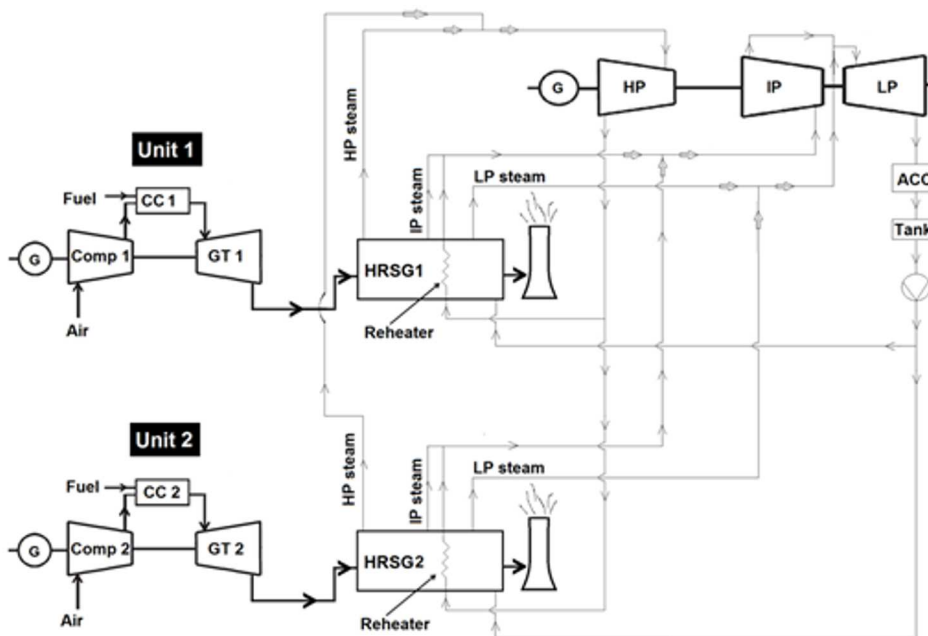 G
HP
IP
LP
HP steam
Unit 1
Fuel
CC 1
IP steam
LP steam
ACC
Tank
G
Comp 1
GT 1
HRSG1
Air
Reheater
Unit 2
HP steam
Fuel
CC 2
IP steam
LP steam
G
Comp 2
GT 2
HRSG2
Air
Reheater